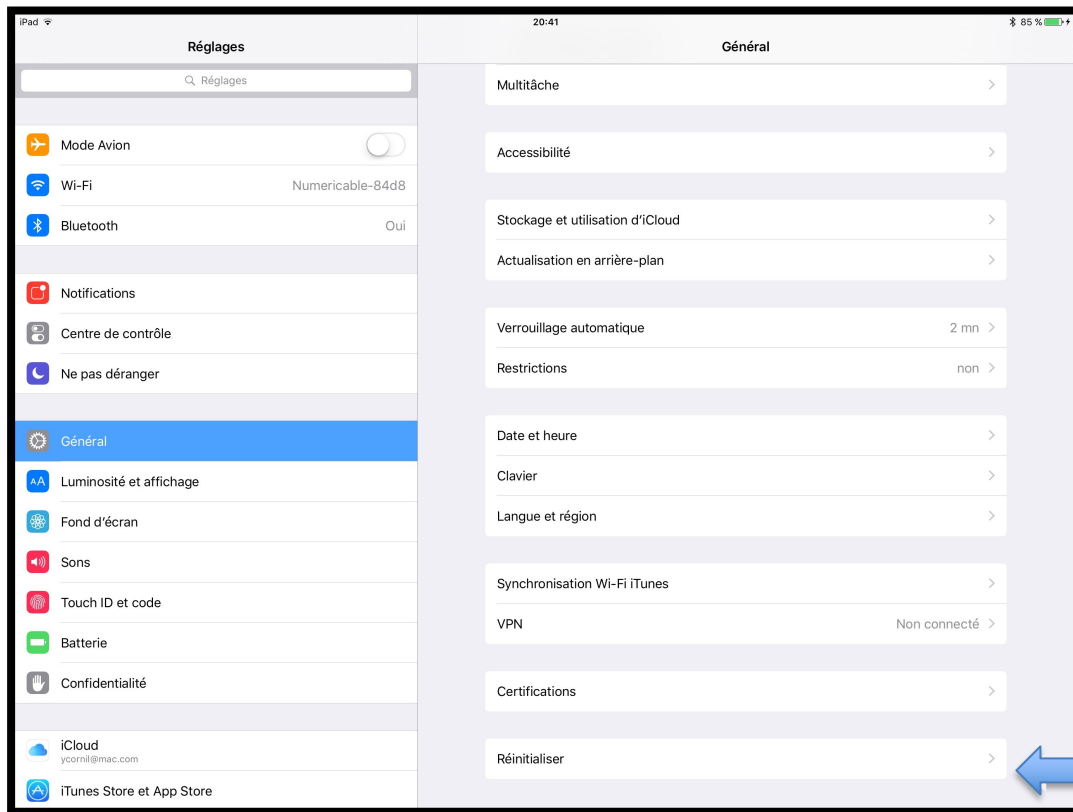 iPad 20:41 85 %
Réglages
Réglages
Mode Avion
Wi-Fi Numericable-84d8
Bluetooth Oui
Notifications
Centre de contrôle
Ne pas déranger
Général
AA Luminosité et affichage
Fond d'écran
Sons
Touch ID et code
Batterie
Confidentialité
iCloud
ycornil@mac.com
iTunes Store et App Store
Général
Multitâche
Accessibilité
Stockage et utilisation d'iCloud
Actualisation en arrière-plan
Verrouillage automatique 2 mn
Restrictions non
Date et heure
Clavier
Langue et région
Synchronisation Wi-Fi iTunes
VPN Non connecté
Certifications
Réinitialiser